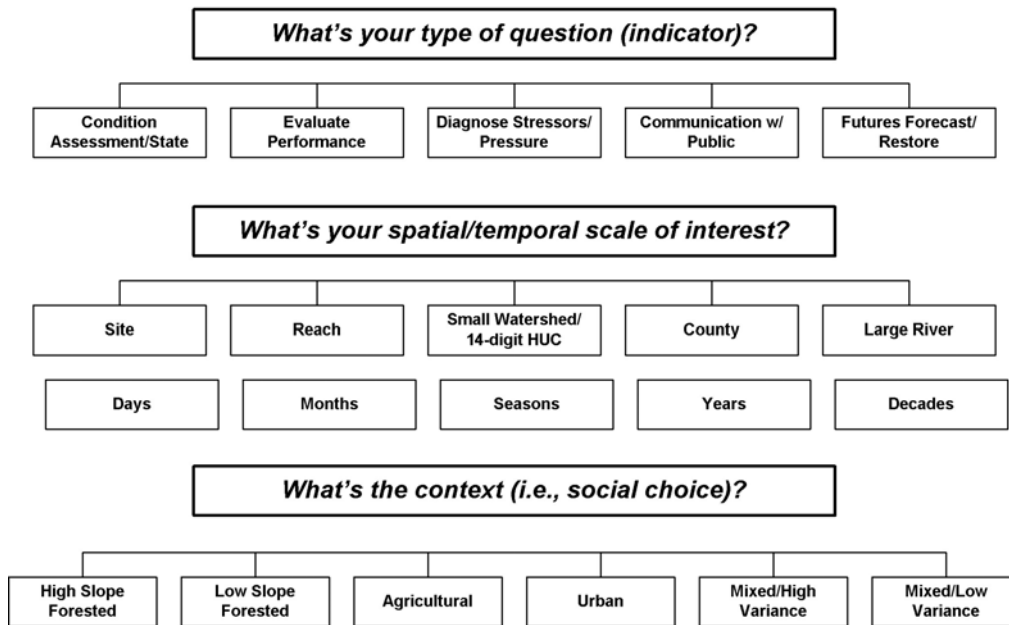 What's your type of question (indicator)?
Condition
Assessment/State
Evaluate
Performance
Diagnose Stressors/
Pressure
Communication w/
Public
Futures Forecast/
Restore
What's your spatial/temporal scale of interest?
Site
Reach
Small Watershed/
14-digit HUC
County
Large River
Days
Months
Seasons
Years
Decades
What's the context (i.e., social choice)?
High Slope
Forested
Low Slope
Forested
Agricultural
Urban
Mixed/High
Variance
Mixed/Low
Variance